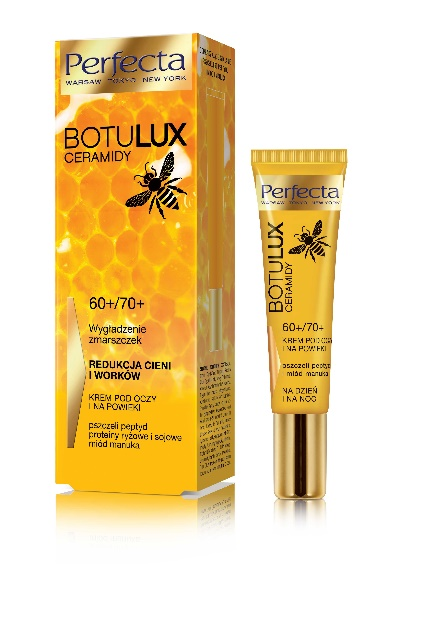 Perfecta
WARSAW TOKYO NEW YORK
BOTULUX
CERAMIDY
60+/70+
Wygładzenie
zmarszczek
REDUKCJA CIENI
I WORKÓW
KREM POD OCZY
I NA POWIEKI
pszczeli peptyd
proteiny ryżowe i sojowe
miód manuka
Perfecta
WARSAW TOKYO NEW YORK
BOTULUX
CERAMIDY
60+/70+
KREM POD OCZY
I NA POWIEKI
pszczeli peptyd
miód manuka
NA DZIEŃ
I NA NOC